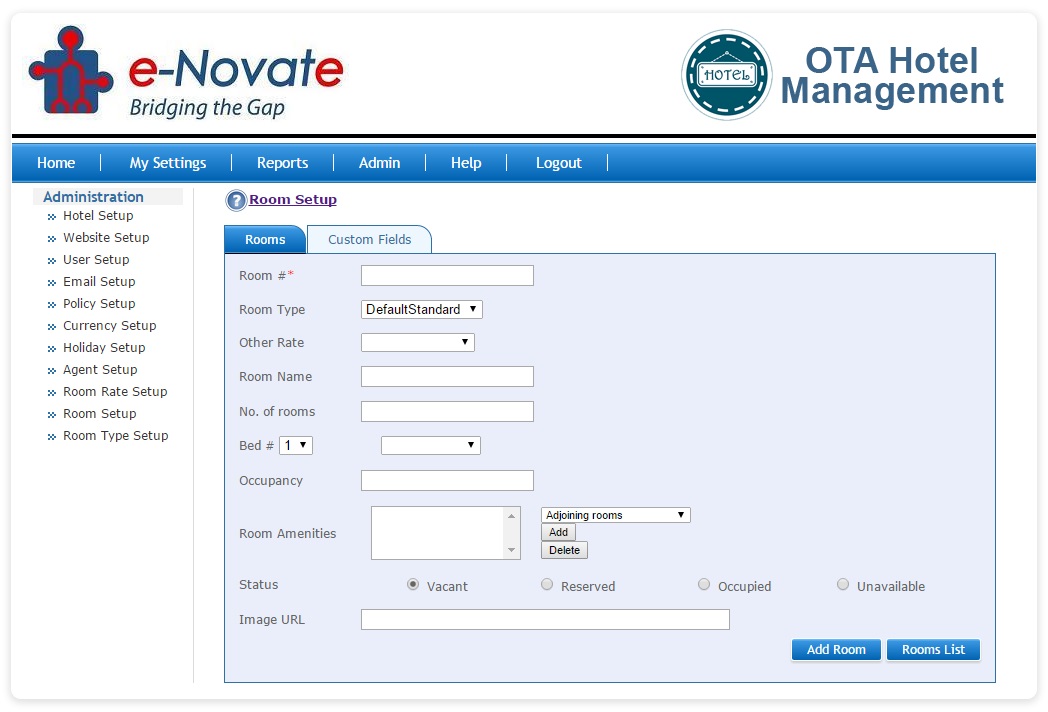 e-Novate
Bridging the Gap
HOTEL
OTA Hotel
Management
Home My Settings Reports Admin Help Logout
Administration
Hotel Setup
Website Setup
User Setup
Email Setup
Policy Setup
Currency Setup
Holiday Setup
Agent Setup
Room Rate Setup
Room Setup
Room Type Setup
? Room Setup
Rooms Custom Fields
Room #*
Room Type DefaultStandard
Other Rate
Room Name
No. of rooms
Bed # 1
Occupancy
Room Amenities Adjoining rooms
Add
Delete
Status Vacant Reserved Occupied Unavailable
Image URL
Add Room Rooms List